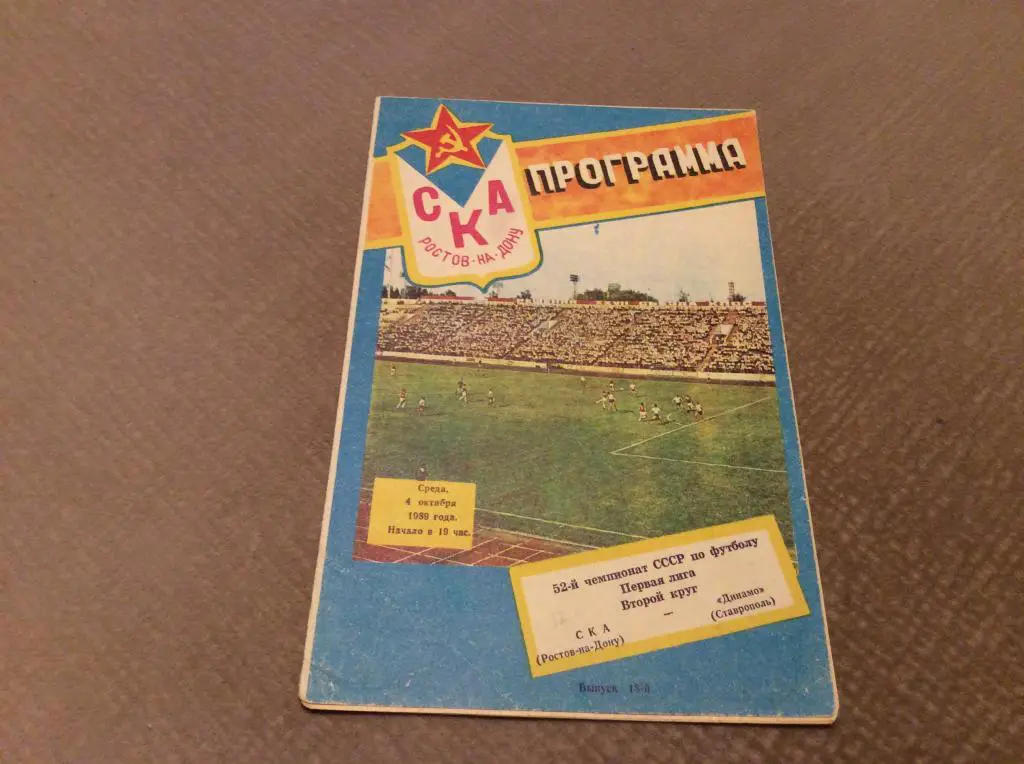 СКА
РОСТОВ-НА-ДОНУ
ПРОГРАММА
Среда,
4 октября
1989 года.
Начало в 19 час.
52-й чемпионат СССР по футболу
Первая лига
Второй круг
СКА — «Динамо»
(Ростов-на-Дону) (Ставрополь)
Выпуск